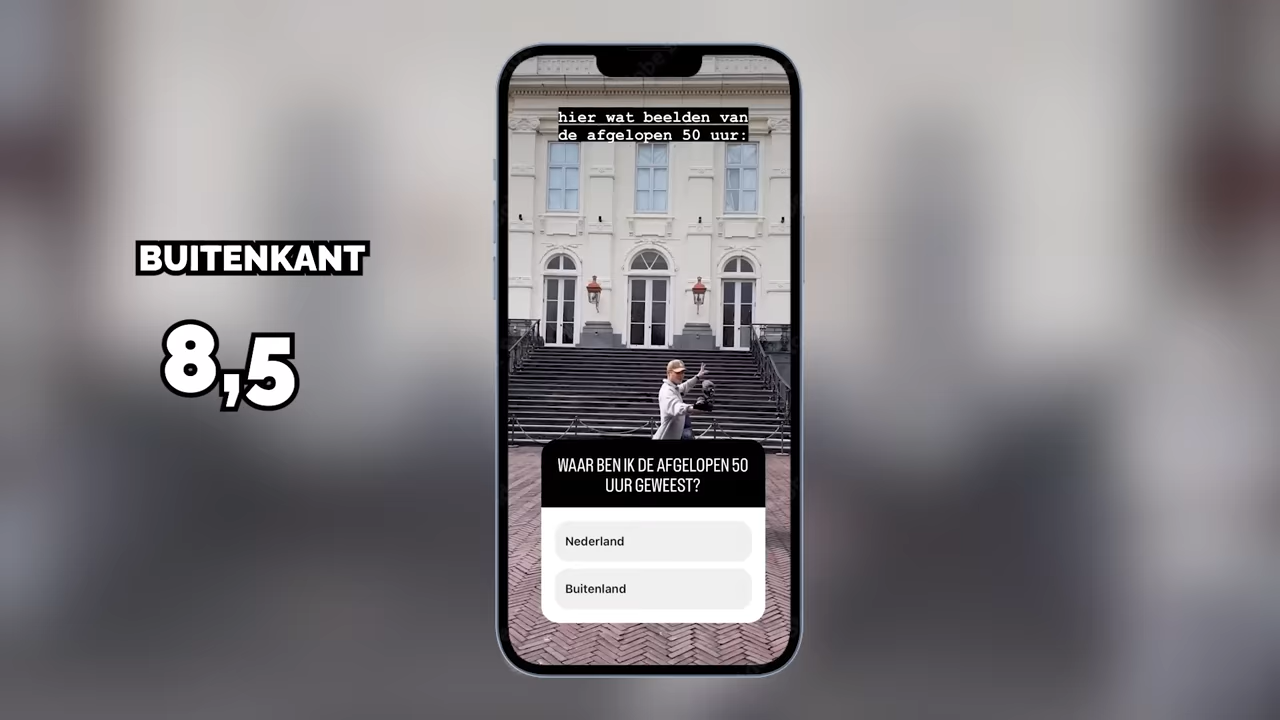 BUITENKANT
8,5
hier wat beelden van
de afgelopen 50 uur:
WAAR BEN IK DE AFGELOPEN 50
UUR GEWEEST?
Nederland
Buitenland